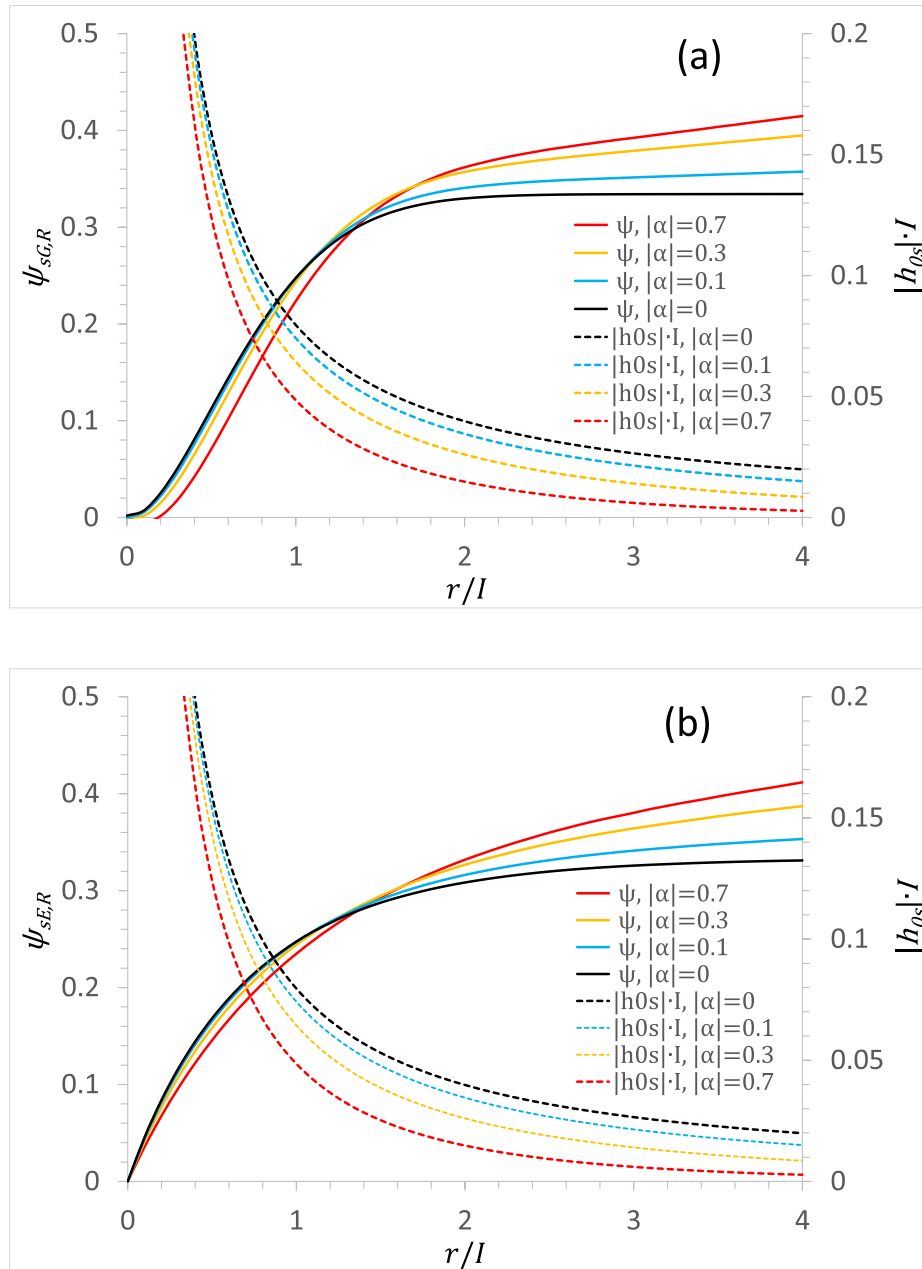 (a)
0.5
0.4
0.3
0.2
0.1
0
0.2
0.15
0.1
0.05
0
ψsG,R
|h0s|·I
ψ, |α|=0.7
ψ, |α|=0.3
ψ, |α|=0.1
ψ, |α|=0
|h0s|·I, |α|=0
|h0s|·I, |α|=0.1
|h0s|·I, |α|=0.3
|h0s|·I, |α|=0.7
0 1 2 3 4
r/I
(b)
0.5
0.4
0.3
0.2
0.1
0
0.2
0.15
0.1
0.05
0
ψsE,R
|h0s|·I
ψ, |α|=0.7
ψ, |α|=0.3
ψ, |α|=0.1
ψ, |α|=0
|h0s|·I, |α|=0
|h0s|·I, |α|=0.1
|h0s|·I, |α|=0.3
|h0s|·I, |α|=0.7
0 1 2 3 4
r/I